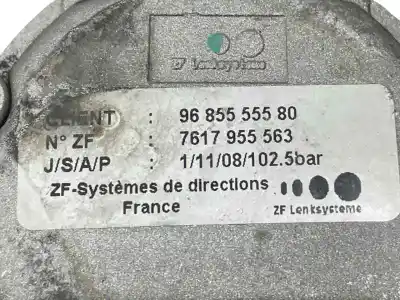 ZF Lenksysteme
CLIENT : 96 855 555 80
N° ZF : 7617 955 563
J/S/A/P : 1/11/08/102.5bar
ZF-Systèmes de directions
France
ZF Lenksysteme